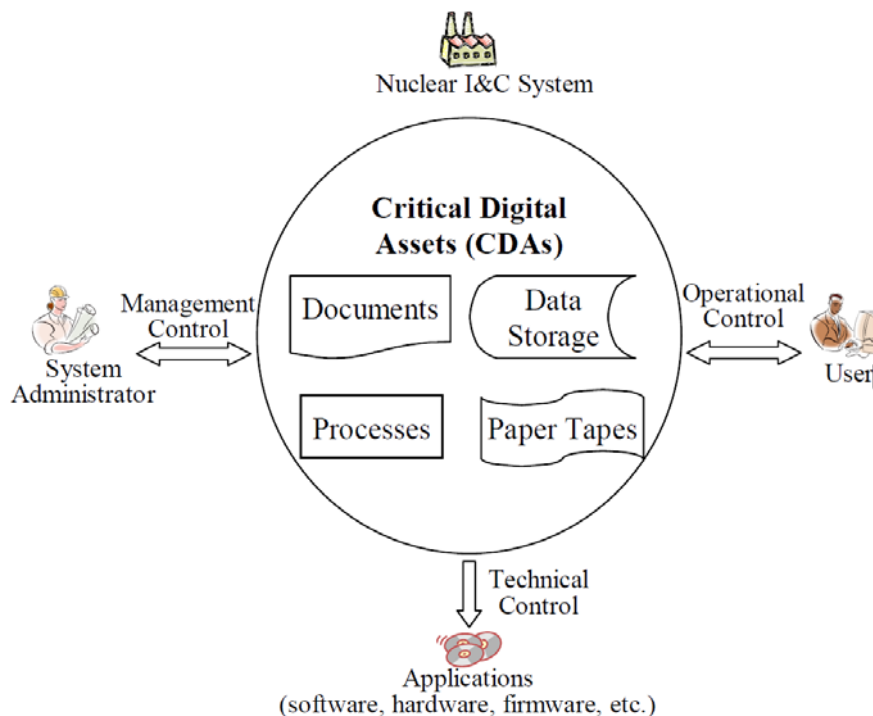 Nuclear I&C System
Critical Digital
Assets (CDAs)
Documents
Data
Storage
Processes
Paper Tapes
Management
Control
System
Administrator
Operational
Control
User
Technical
Control
Applications
(software, hardware, firmware, etc.)